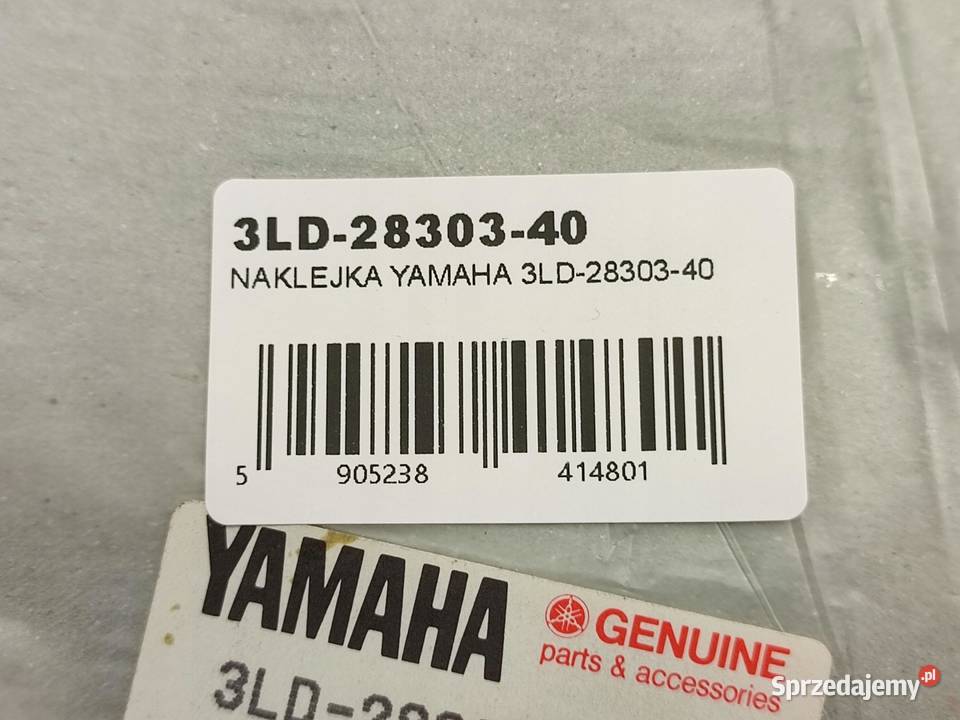 3LD-28303-40
NAKLEJKA YAMAHA 3LD-28303-40
5 905238 414801
YAMAHA
GENUINE
parts & accessories
Sprzedajemy.pl